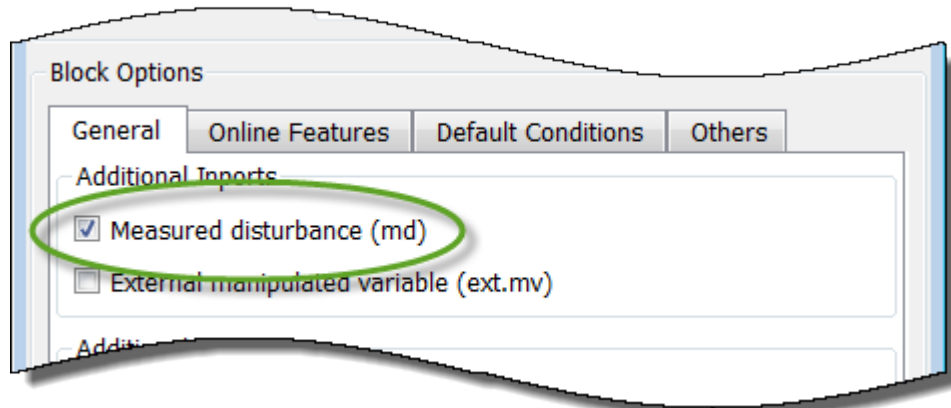 Block Options
General Online Features Default Conditions Others
Additional Inports
Measured disturbance (md)
External manipulated variable (ext.mv)